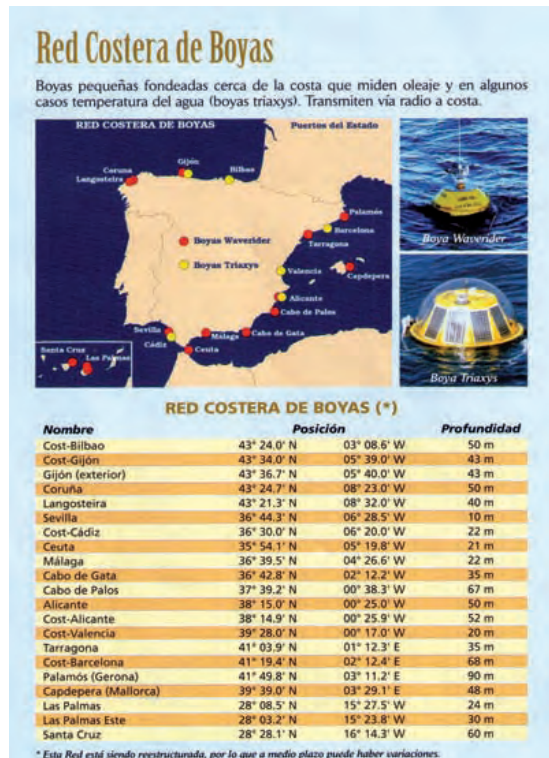 Red Costera de Boyas
Boyas pequeñas fondeadas cerca de la costa que miden oleaje y en algunos
casos temperatura del agua (boyas triaxys). Transmiten vía radio a costa.
RED COSTERA DE BOYAS
Puertos del Estado
Gijón
Bilbao
Coruna
Langosteira
Palamós
Barcelona
Tarragona
Boyas Waverider
Boyas Triaxys
Valencia
Capdepera
Alicante
Cabo de Palos
Sevilla
Cádiz
Málaga
Cabo de Gata
Ceuta
Santa Cruz
Las Palmas
Boya Waverider
Boya Triaxys
RED COSTERA DE BOYAS (*)
Nombre Posición Profundidad
Cost-Bilbao 43° 24.0' N 03° 08.6' W 50 m
Cost-Gijón 43° 34.0' N 05° 39.0' W 43 m
Gijón (exterior) 43° 36.7' N 05° 40.0' W 43 m
Coruña 43° 24.7' N 08° 23.0' W 50 m
Langosteira 43° 21.3' N 08° 32.0' W 40 m
Sevilla 36° 44.3' N 06° 28.5' W 10 m
Cost-Cádiz 36° 30.0' N 06° 20.0' W 22 m
Ceuta 35° 54.1' N 05° 19.8' W 21 m
Málaga 36° 39.5' N 04° 26.6' W 22 m
Cabo de Gata 36° 42.8' N 02° 12.2' W 35 m
Cabo de Palos 37° 39.2' N 00° 38.3' W 67 m
Alicante 38° 15.0' N 00° 25.0' W 50 m
Cost-Alicante 38° 14.9' N 00° 25.9' W 52 m
Cost-Valencia 39° 28.0' N 00° 17.0' W 20 m
Tarragona 41° 03.9' N 01° 12.3' E 35 m
Cost-Barcelona 41° 19.4' N 02° 12.4' E 68 m
Palamós (Gerona) 41° 49.8' N 03° 11.2' E 90 m
Capdepera (Mallorca) 39° 39.0' N 03° 29.1' E 48 m
Las Palmas 28° 08.5' N 15° 27.5' W 24 m
Las Palmas Este 28° 03.2' N 15° 23.8' W 30 m
Santa Cruz 28° 28.1' N 16° 14.3' W 60 m
* Esta Red está siendo reestructurada, por lo que a medio plazo puede haber variaciones.